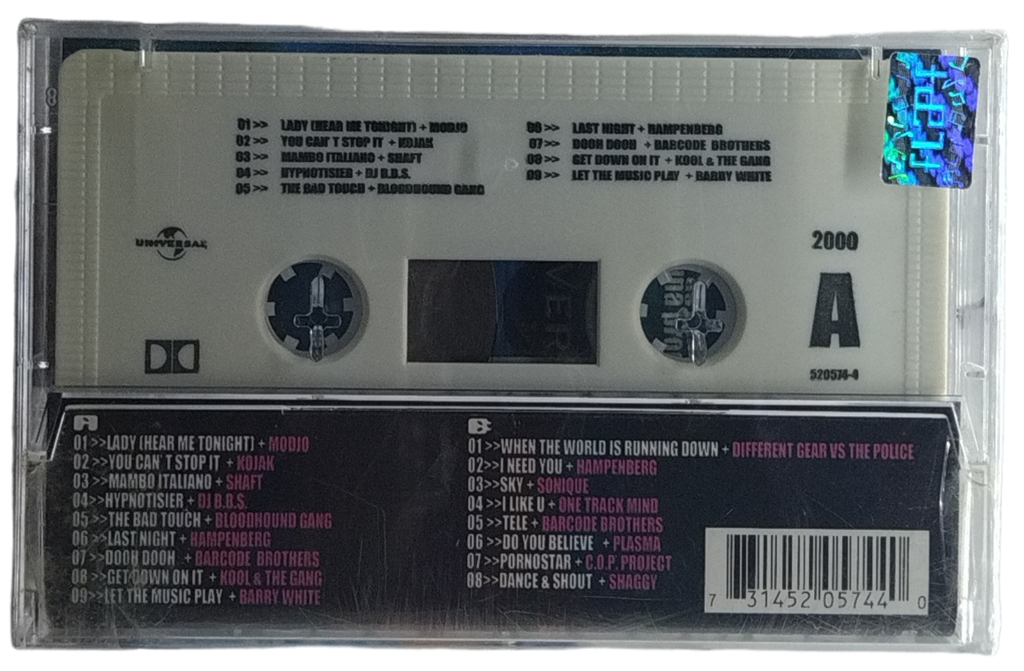 01>> LADY (HEAR ME TONIGHT) + MODJO
02>> YOU CAN'T STOP IT + KOJAK
03>> MAMBO ITALIANO + SHAFT
04>> HYPNOTISIER + DJ B.B.S.
05>> THE BAD TOUCH + BLOODHOUND GANG
06>> LAST NIGHT + HAMPENBERG
07>> DOOH DOOH + BARCODE BROTHERS
08>> GET DOWN ON IT + KOOL & THE GANG
09>> LET THE MUSIC PLAY + BARRY WHITE
UNIVERSAL
2000
A
520574-4
VER
A
01>>LADY (HEAR ME TONIGHT) + MODJO
02>>YOU CAN'T STOP IT + KOJAK
03>>MAMBO ITALIANO + SHAFT
04>>HYPNOTISIER + DJ B.B.S.
05>>THE BAD TOUCH + BLOODHOUND GANG
06>>LAST NIGHT + HAMPENBERG
07>>DOOH DOOH + BARCODE BROTHERS
08>>GET DOWN ON IT + KOOL & THE GANG
09>>LET THE MUSIC PLAY + BARRY WHITE
B
01>>WHEN THE WORLD IS RUNNING DOWN + DIFFERENT GEAR VS THE POLICE
02>>I NEED YOU + HAMPENBERG
03>>SKY + SONIQUE
04>>I LIKE U + ONE TRACK MIND
05>>TELE + BARCODE BROTHERS
06>>DO YOU BELIEVE + PLASMA
07>>PORNOSTAR + C.O.P. PROJECT
08>>DANCE & SHOUT + SHAGGY
7 31452 05744 0